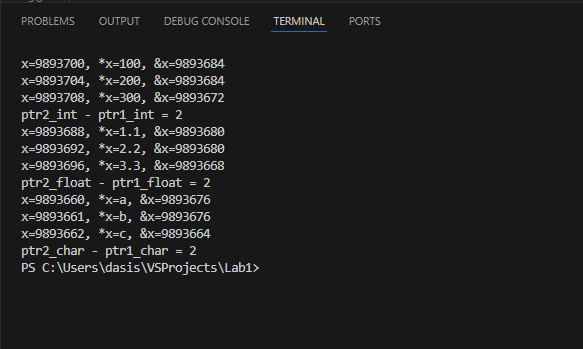 PROBLEMS OUTPUT DEBUG CONSOLE TERMINAL PORTS
x=9893700, *x=100, &x=9893684
x=9893704, *x=200, &x=9893684
x=9893708, *x=300, &x=9893672
ptr2_int - ptr1_int = 2
x=9893688, *x=1.1, &x=9893680
x=9893692, *x=2.2, &x=9893680
x=9893696, *x=3.3, &x=9893668
ptr2_float - ptr1_float = 2
x=9893660, *x=a, &x=9893676
x=9893661, *x=b, &x=9893676
x=9893662, *x=c, &x=9893664
ptr2_char - ptr1_char = 2
PS C:\Users\dasis\VSProjects\Lab1>